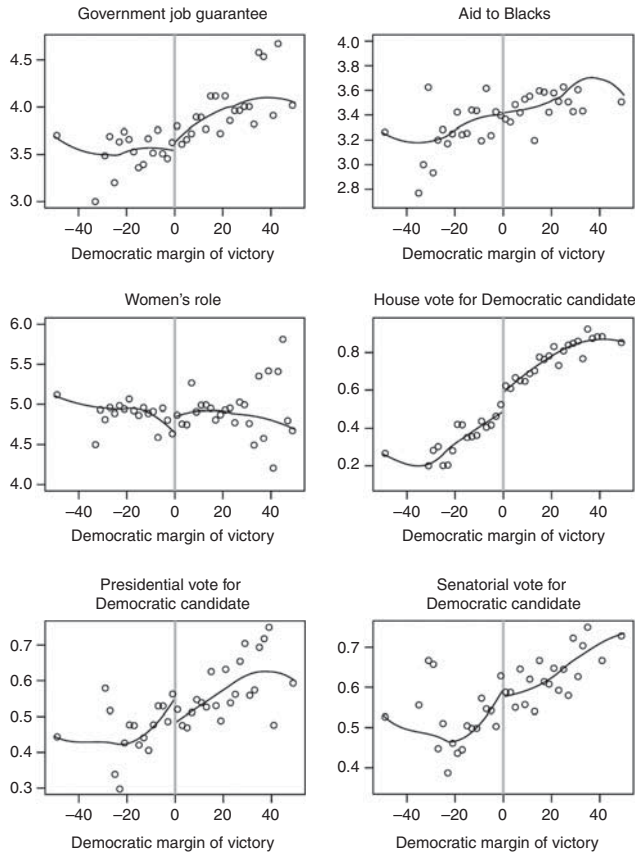 Government job guarantee
4.5
4.0
3.5
3.0
−40 −20 0 20 40
Democratic margin of victory
Aid to Blacks
4.0
3.6
3.4
3.2
3.0
2.8
−40 −20 0 20 40
Democratic margin of victory
Women's role
6.0
5.0
4.5
4.0
−40 −20 0 20 40
Democratic margin of victory
House vote for Democratic candidate
0.8
0.6
0.4
0.2
−40 −20 0 20 40
Democratic margin of victory
Presidential vote for
Democratic candidate
0.7
0.5
0.4
0.3
−40 −20 0 20 40
Democratic margin of victory
Senatorial vote for
Democratic candidate
0.7
0.6
0.5
0.4
−40 −20 0 20 40
Democratic margin of victory